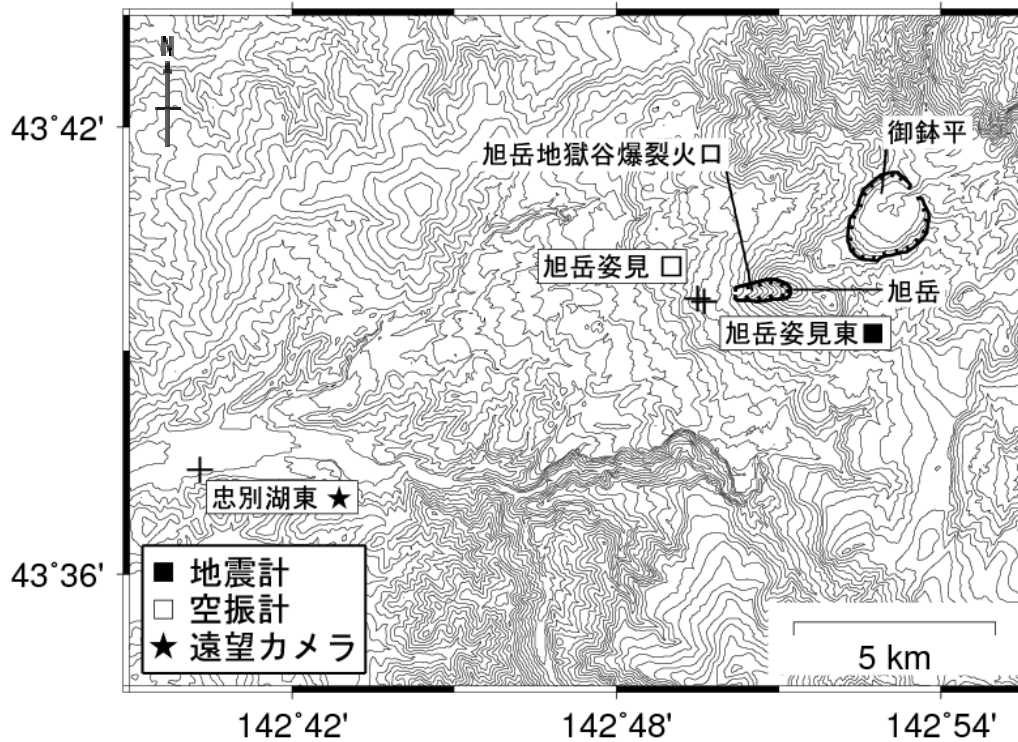 N
43°42'
御鉢平
旭岳地獄谷爆裂火口
旭岳姿見 □
旭岳
旭岳姿見東■
忠別湖東 ★
43°36'
■ 地震計
□ 空振計
★ 遠望カメラ
5 km
142°42'
142°48'
142°54'